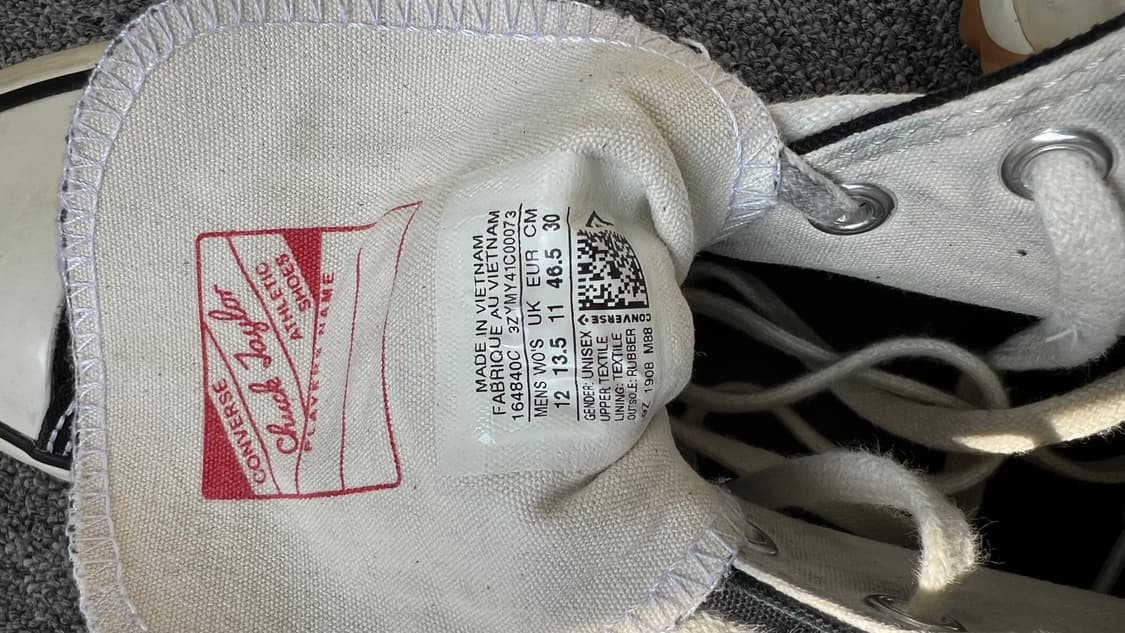 CONVERSE
Chuck Taylor
ATHLETIC
SHOES
PLAYER'S NAME
MADE IN VIETNAM
FABRIQUE AU VIETNAM
164840C 3ZYMY41C00073
MEN'S WO'S UK EUR CM
12 13.5 11 46.5 30
GENDER: UNISEX
UPPER: TEXTILE
LINING: TEXTILE
OUTSOLE: RUBBER
1908 M88
CONVERSE